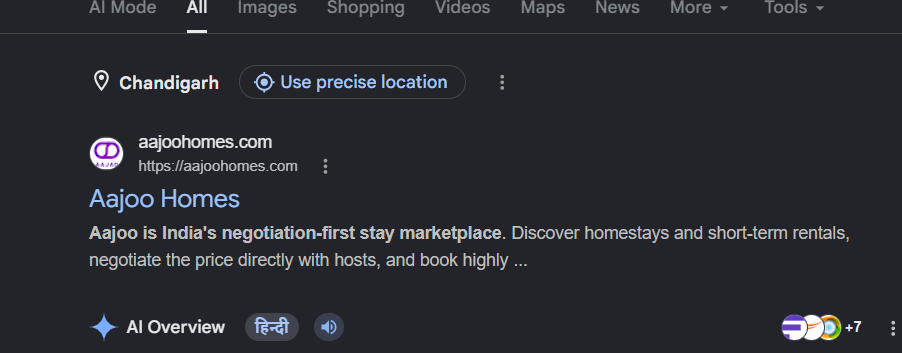 AI Mode All Images Shopping Videos Maps News More Tools
Chandigarh Use precise location
aajoohomes.com
https://aajoohomes.com
AAJAO
Aajoo Homes
Aajoo is India's negotiation-first stay marketplace. Discover homestays and short-term rentals,
negotiate the price directly with hosts, and book highly ...
AI Overview हिन्दी +7